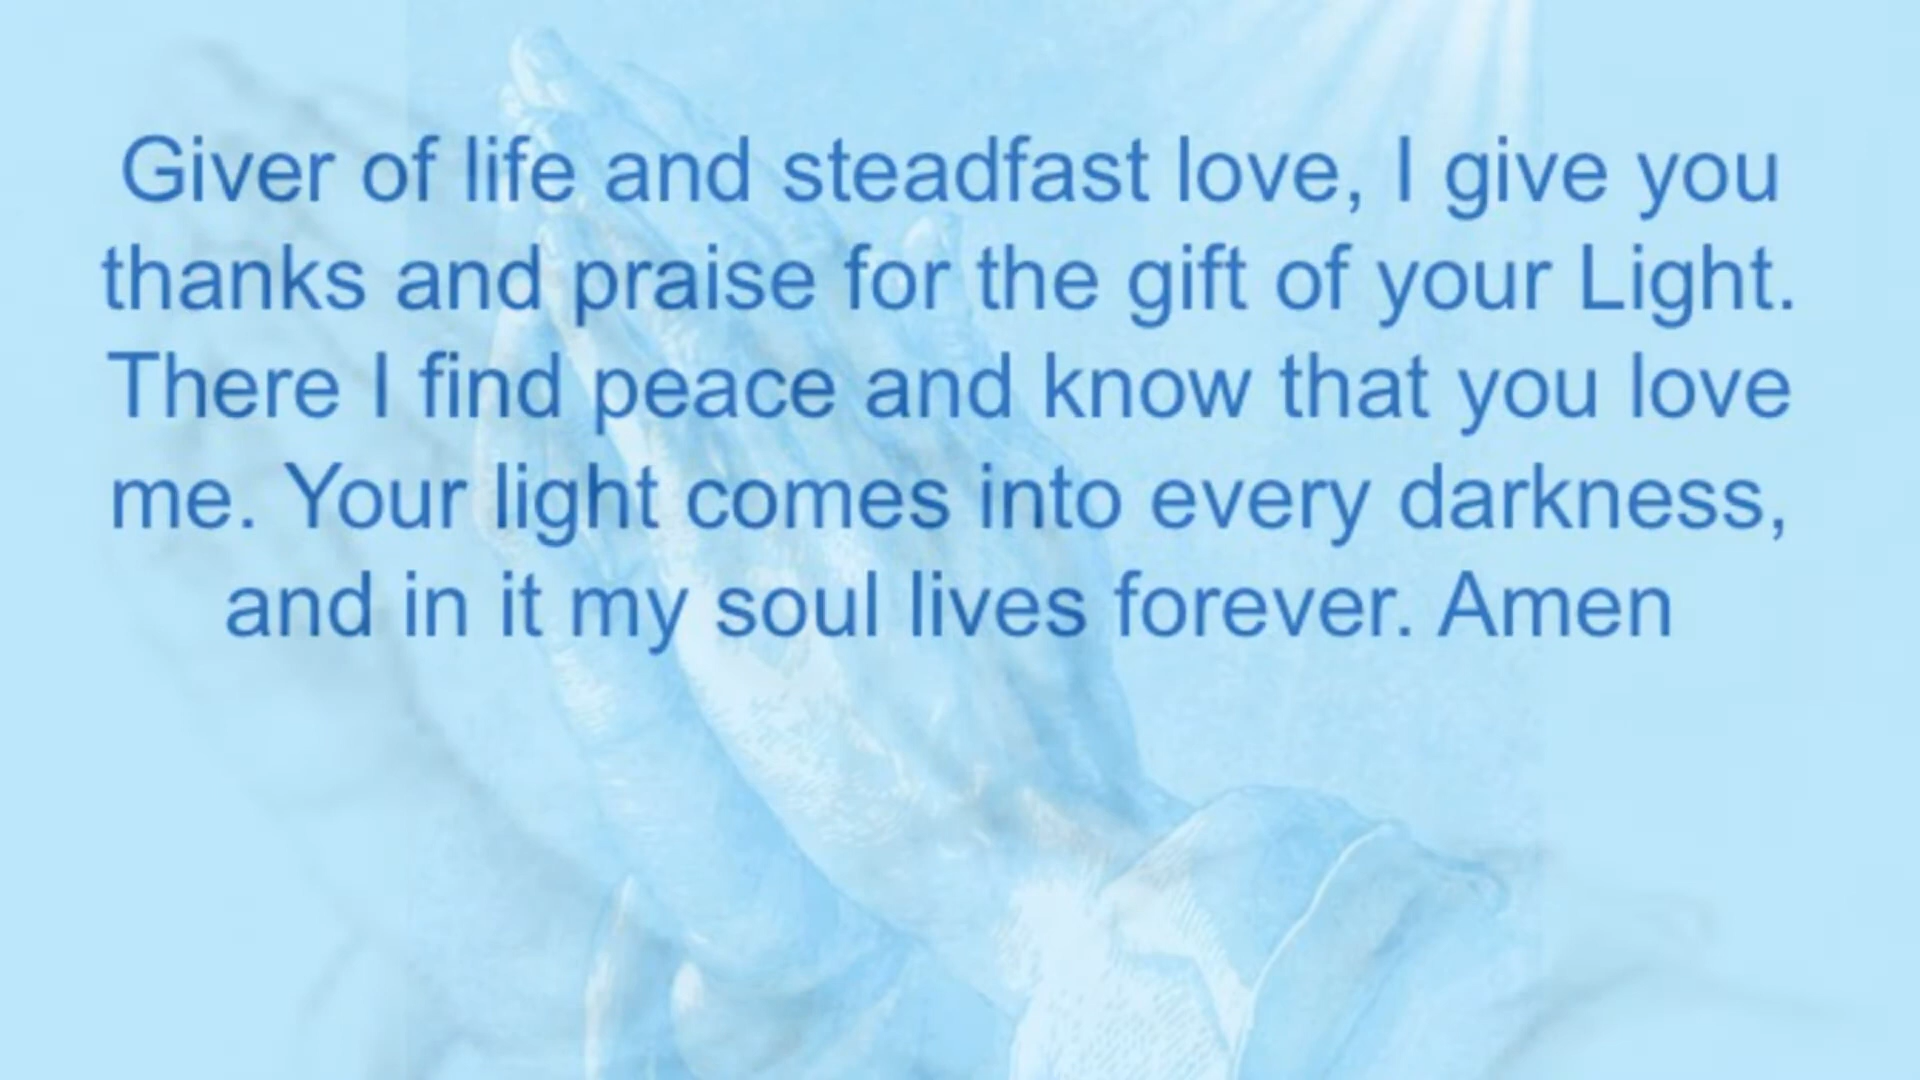 Giver of life and steadfast love, I give you
thanks and praise for the gift of your Light.
There I find peace and know that you love
me. Your light comes into every darkness,
and in it my soul lives forever. Amen